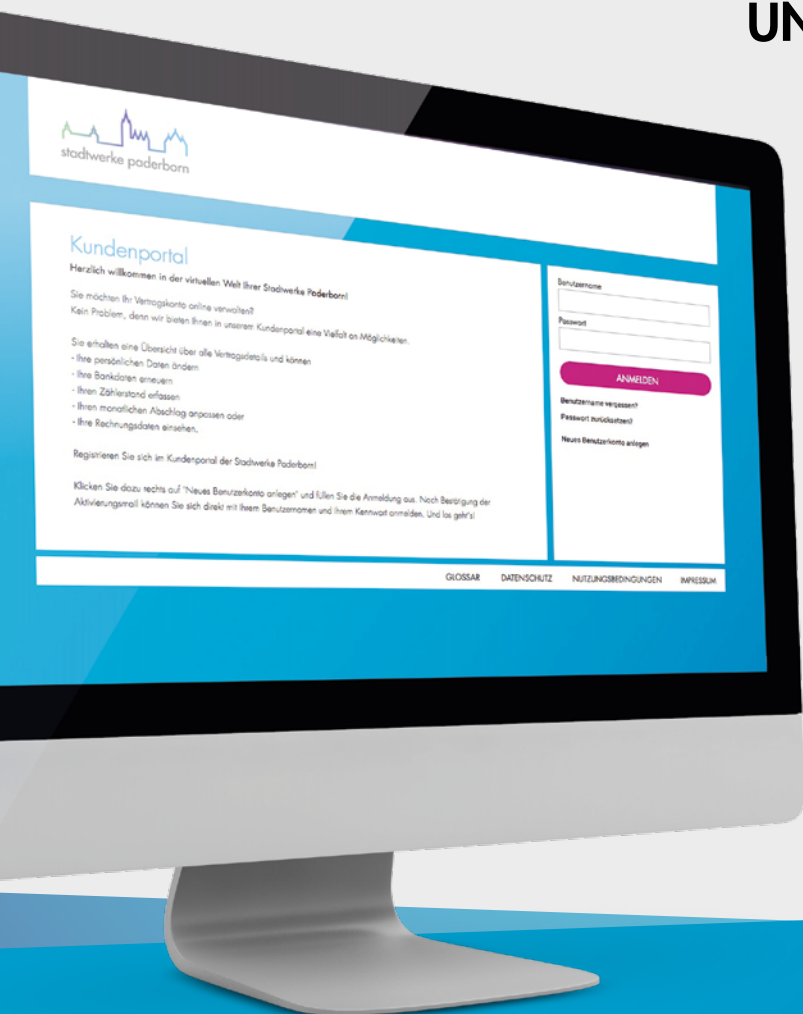 UN
stadtwerke paderborn
Kundenportal
Herzlich willkommen in der virtuellen Welt Ihrer Stadtwerke Paderborn!
Sie möchten Ihr Vertragskonto online verwalten?
Kein Problem, denn wir bieten Ihnen in unserem Kundenportal eine Vielfalt an Möglichkeiten.
Sie erhalten eine Übersicht über alle Vertragsdetails und können
- Ihre persönlichen Daten ändern
- Ihre Bankdaten erneuern
- Ihren Zählerstand erfassen
- Ihren monatlichen Abschlag anpassen oder
- Ihre Rechnungsdaten einsehen.
Registrieren Sie sich im Kundenportal der Stadtwerke Paderborn!
Klicken Sie dazu rechts auf "Neues Benutzerkonto anlegen" und füllen Sie die Anmeldung aus. Nach Bestätigung der
Aktivierungsmail können Sie sich direkt mit Ihrem Benutzernamen und Ihrem Kennwort anmelden. Und los geht's!
Benutzername
Passwort
ANMELDEN
Benutzername vergessen?
Passwort zurücksetzen?
Neues Benutzerkonto anlegen
GLOSSAR DATENSCHUTZ NUTZUNGSBEDINGUNGEN IMPRESSUM